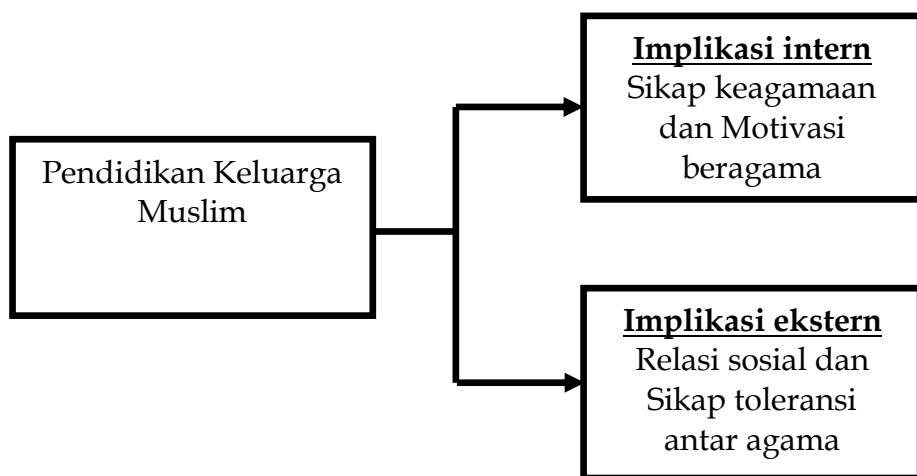 Pendidikan Keluarga
Muslim
Implikasi intern
Sikap keagamaan
dan Motivasi
beragama
Implikasi ekstern
Relasi sosial dan
Sikap toleransi
antar agama